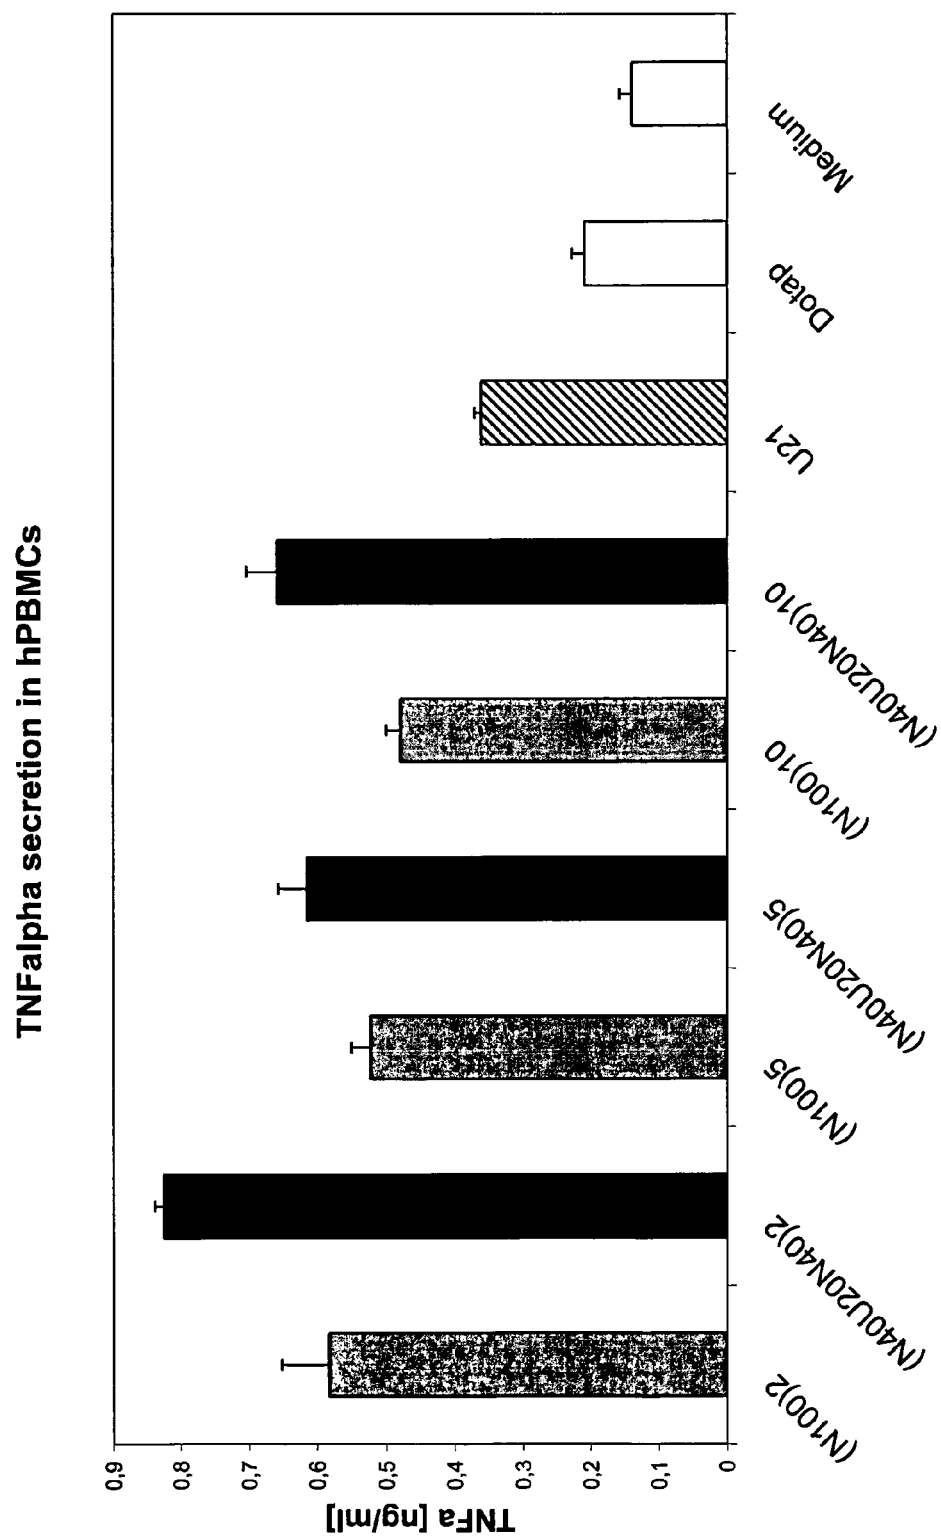 TNFalpha secretion in hPBMCs
TNFa [ng/ml]
0,9
0,8
0,7
0,6
0,5
0,4
0,3
0,2
0,1
0
(N100)2
(N40U20N40)2
(N100)5
(N40U20N40)5
(N100)10
(N40U20N40)10
U21
Dotap
Medium